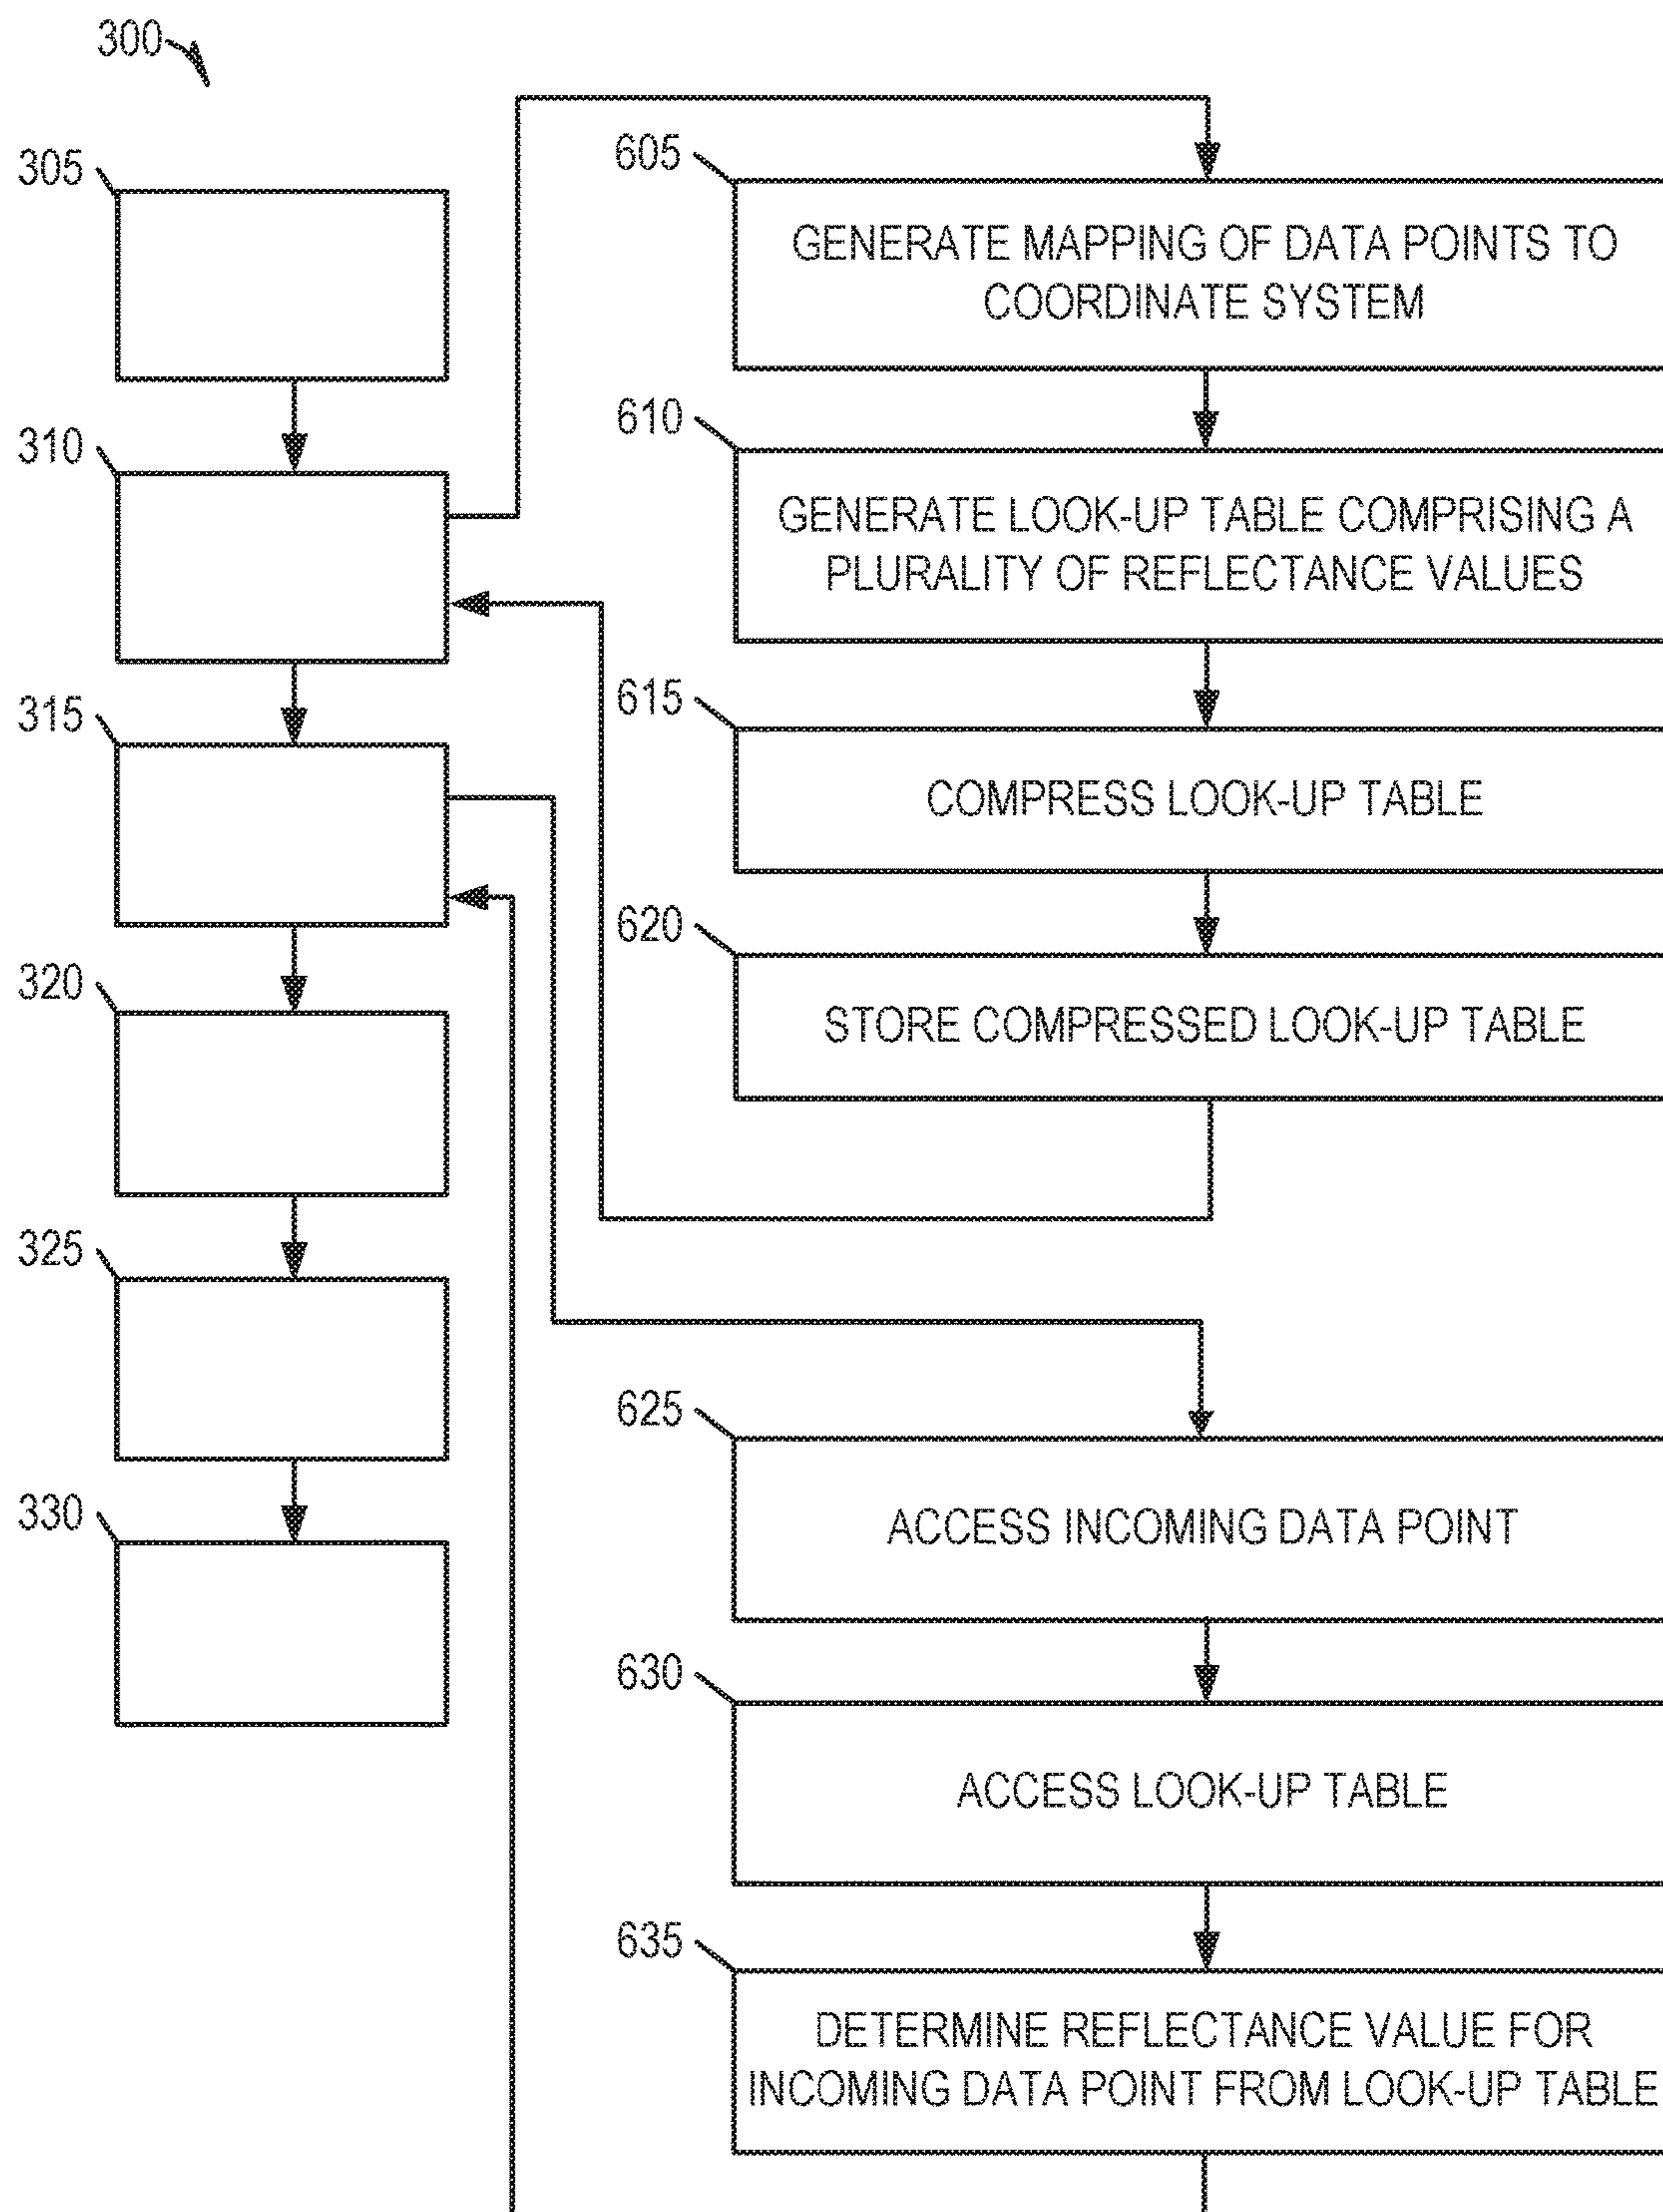 300
305
310
315
320
325
330
605
GENERATE MAPPING OF DATA POINTS TO
COORDINATE SYSTEM
610
GENERATE LOOK-UP TABLE COMPRISING A
PLURALITY OF REFLECTANCE VALUES
615
COMPRESS LOOK-UP TABLE
620
STORE COMPRESSED LOOK-UP TABLE
625
ACCESS INCOMING DATA POINT
630
ACCESS LOOK-UP TABLE
635
DETERMINE REFLECTANCE VALUE FOR
INCOMING DATA POINT FROM LOOK-UP TABLE